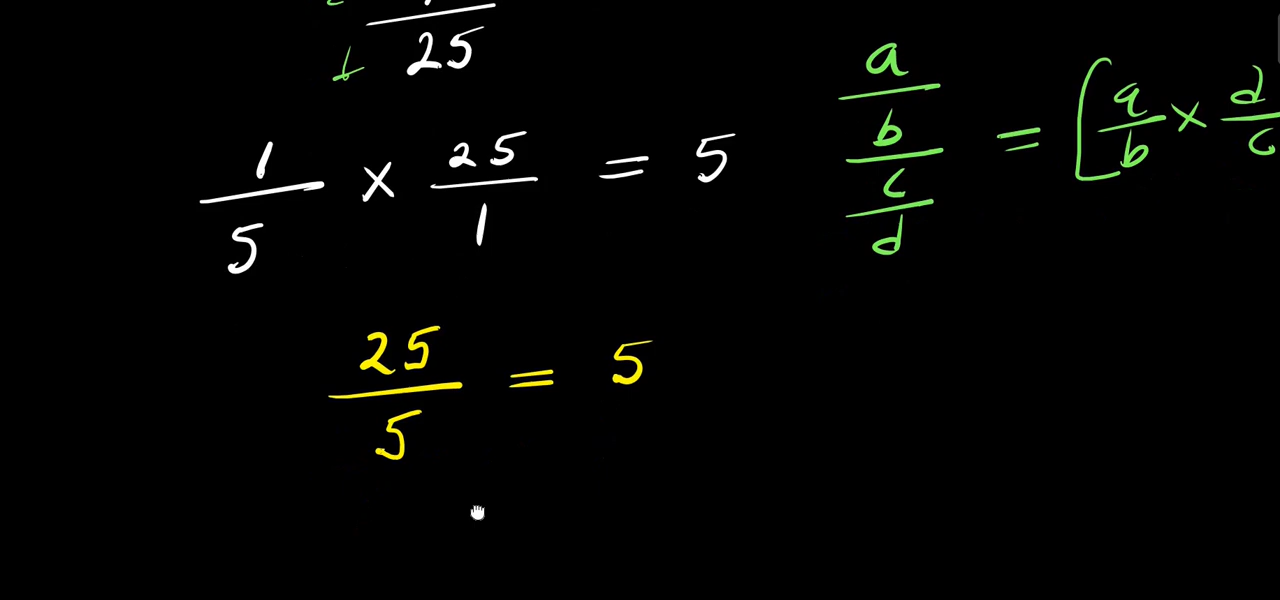 25
1/5 × 25/1 = 5
a/b/c/d = [a/b × d/c
25/5 = 5